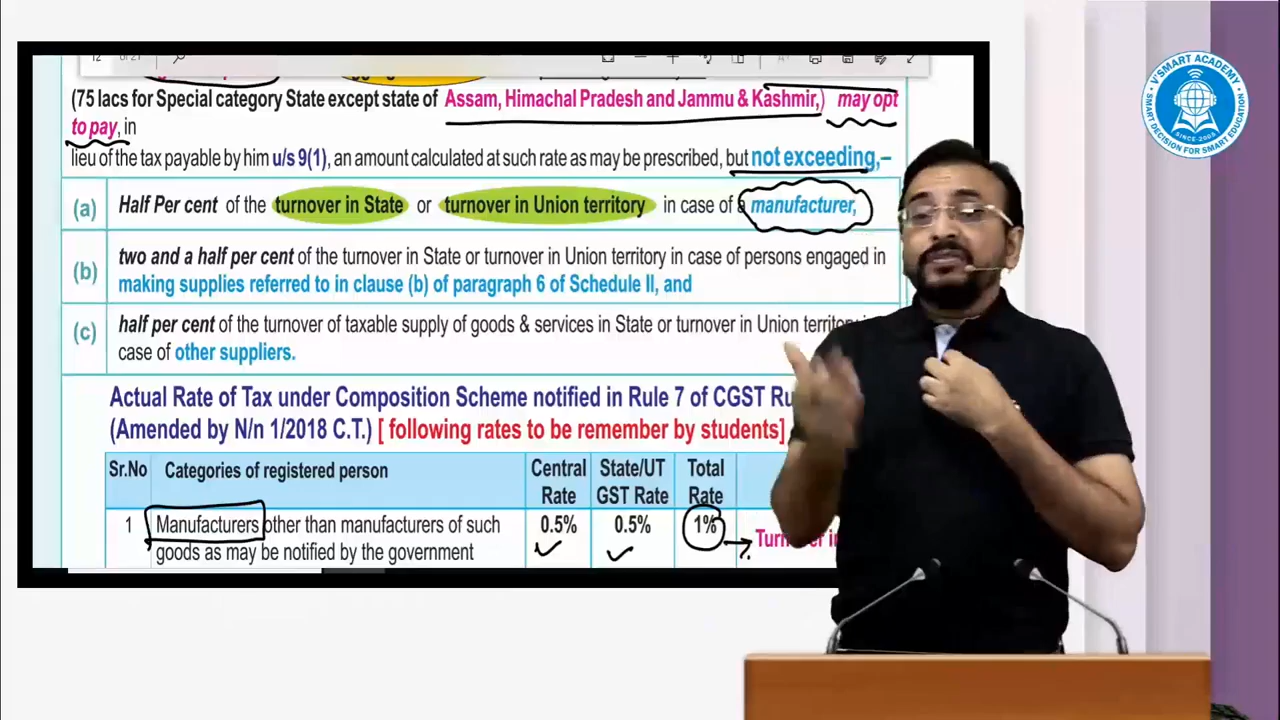 (75 lacs for Special category State except state of Assam, Himachal Pradesh and Jammu & Kashmir,) may opt
to pay, in
lieu of the tax payable by him u/s 9(1), an amount calculated at such rate as may be prescribed, but not exceeding,–
(a) Half Per cent of the turnover in State or turnover in Union territory in case of a manufacturer,
(b) two and a half per cent of the turnover in State or turnover in Union territory in case of persons engaged in
making supplies referred to in clause (b) of paragraph 6 of Schedule II, and
(c) half per cent of the turnover of taxable supply of goods & services in State or turnover in Union territory
case of other suppliers.
Actual Rate of Tax under Composition Scheme notified in Rule 7 of CGST
(Amended by N/n 1/2018 C.T.) [ following rates to be remember by students]
Sr.No Categories of registered person Central Rate State/UT GST Rate Total Rate
1 Manufacturers other than manufacturers of such 0.5% 0.5% 1%
goods as may be notified by the government
V'SMART ACADEMY
SINCE-2005
SMART DECISION FOR SMART EDUCATION